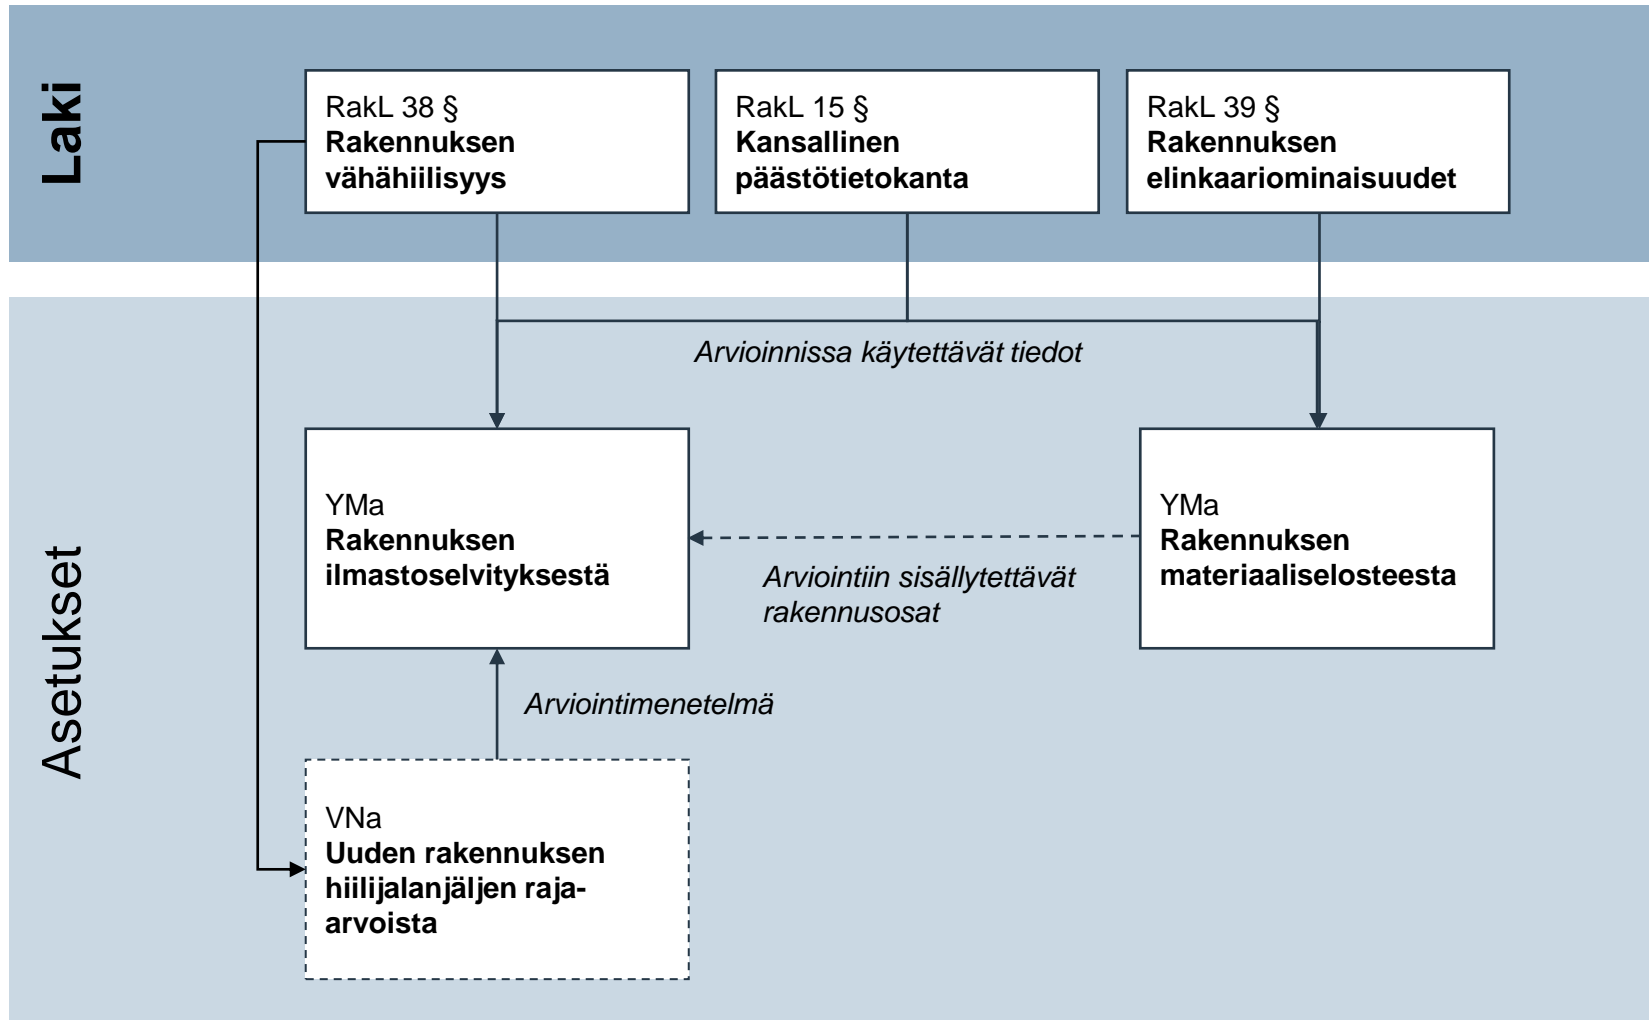 Laki
RakL 38 §
Rakennuksen
vähähiilisyys
RakL 15 §
Kansallinen
päästötietokanta
RakL 39 §
Rakennuksen
elinkaariominaisuudet
Asetukset
Arvioinnissa käytettävät tiedot
YMa
Rakennuksen
ilmastoselvityksestä
Arviointiin sisällytettävät
rakennusosat
YMa
Rakennuksen
materiaaliselosteesta
Arviointimenetelmä
VNa
Uuden rakennuksen
hiilijalanjäljen raja-
arvoista